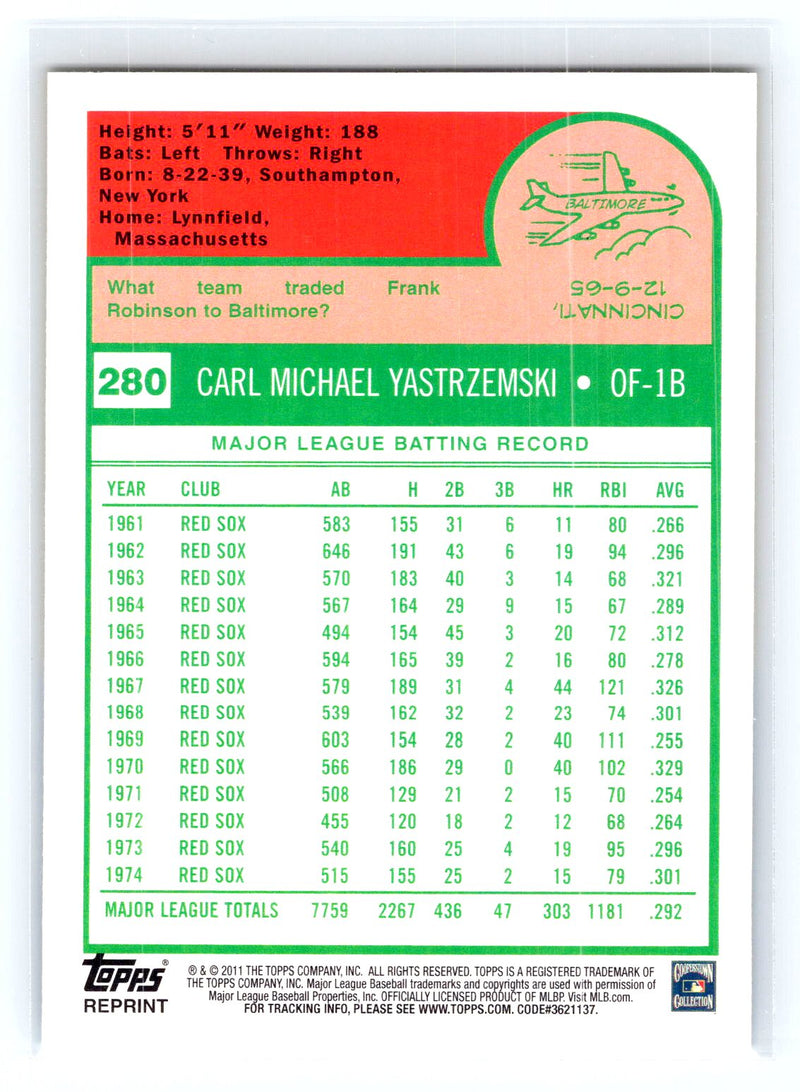 Height: 5'11" Weight: 188
Bats: Left Throws: Right
Born: 8-22-39, Southampton,
New York
Home: Lynnfield,
Massachusetts
BALTIMORE
What team traded Frank
Robinson to Baltimore?
CINCINNATI,
12-9-65
280 CARL MICHAEL YASTRZEMSKI • OF-1B
MAJOR LEAGUE BATTING RECORD
YEAR CLUB AB H 2B 3B HR RBI AVG
1961 RED SOX 583 155 31 6 11 80 .266
1962 RED SOX 646 191 43 6 19 94 .296
1963 RED SOX 570 183 40 3 14 68 .321
1964 RED SOX 567 164 29 9 15 67 .289
1965 RED SOX 494 154 45 3 20 72 .312
1966 RED SOX 594 165 39 2 16 80 .278
1967 RED SOX 579 189 31 4 44 121 .326
1968 RED SOX 539 162 32 2 23 74 .301
1969 RED SOX 603 154 28 2 40 111 .255
1970 RED SOX 566 186 29 0 40 102 .329
1971 RED SOX 508 129 21 2 15 70 .254
1972 RED SOX 455 120 18 2 12 68 .264
1973 RED SOX 540 160 25 4 19 95 .296
1974 RED SOX 515 155 25 2 15 79 .301
MAJOR LEAGUE TOTALS 7759 2267 436 47 303 1181 .292
TOPPS®
REPRINT
® & © 2011 THE TOPPS COMPANY, INC. ALL RIGHTS RESERVED. TOPPS IS A REGISTERED TRADEMARK OF
THE TOPPS COMPANY, INC. Major League Baseball trademarks and copyrights are used with permission of
Major League Baseball Properties, Inc. OFFICIALLY LICENSED PRODUCT OF MLBP. Visit MLB.com.
FOR TRACKING INFO, PLEASE SEE WWW.TOPPS.COM. CODE#3621137.
COOPERSTOWN
COLLECTION